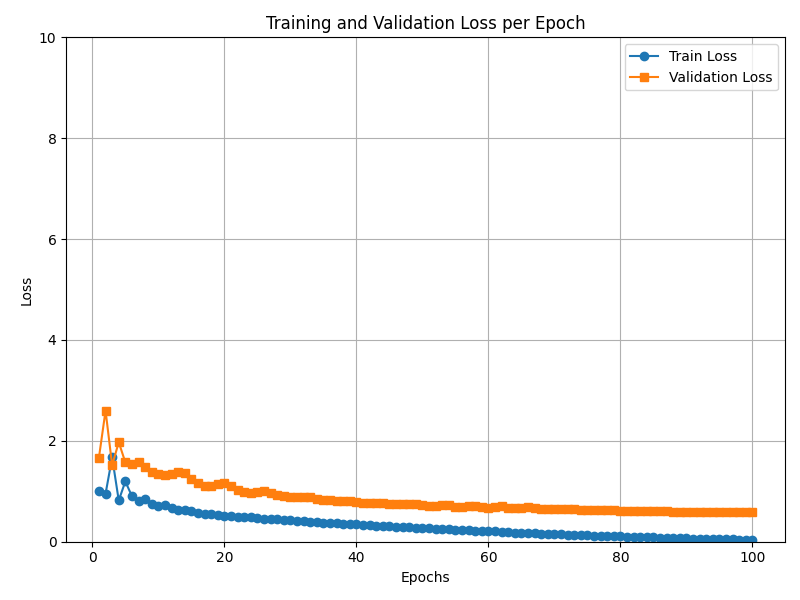 Training and Validation Loss per Epoch
Train Loss
Validation Loss
Loss
10
8
6
4
2
0
0 20 40 60 80 100
Epochs